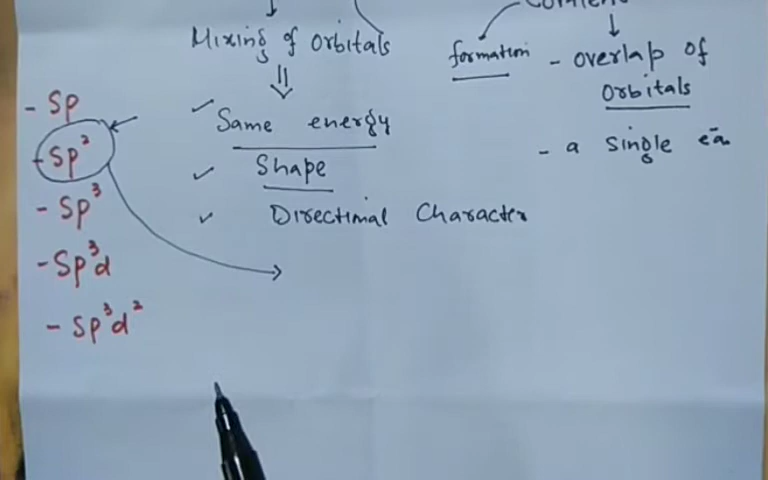 Mixing of orbitals
Same energy
Shape
Directional Character
- Sp
- Sp²
- Sp³
- Sp³d
- Sp³d²
formation
- overlap of
orbitals
- a single